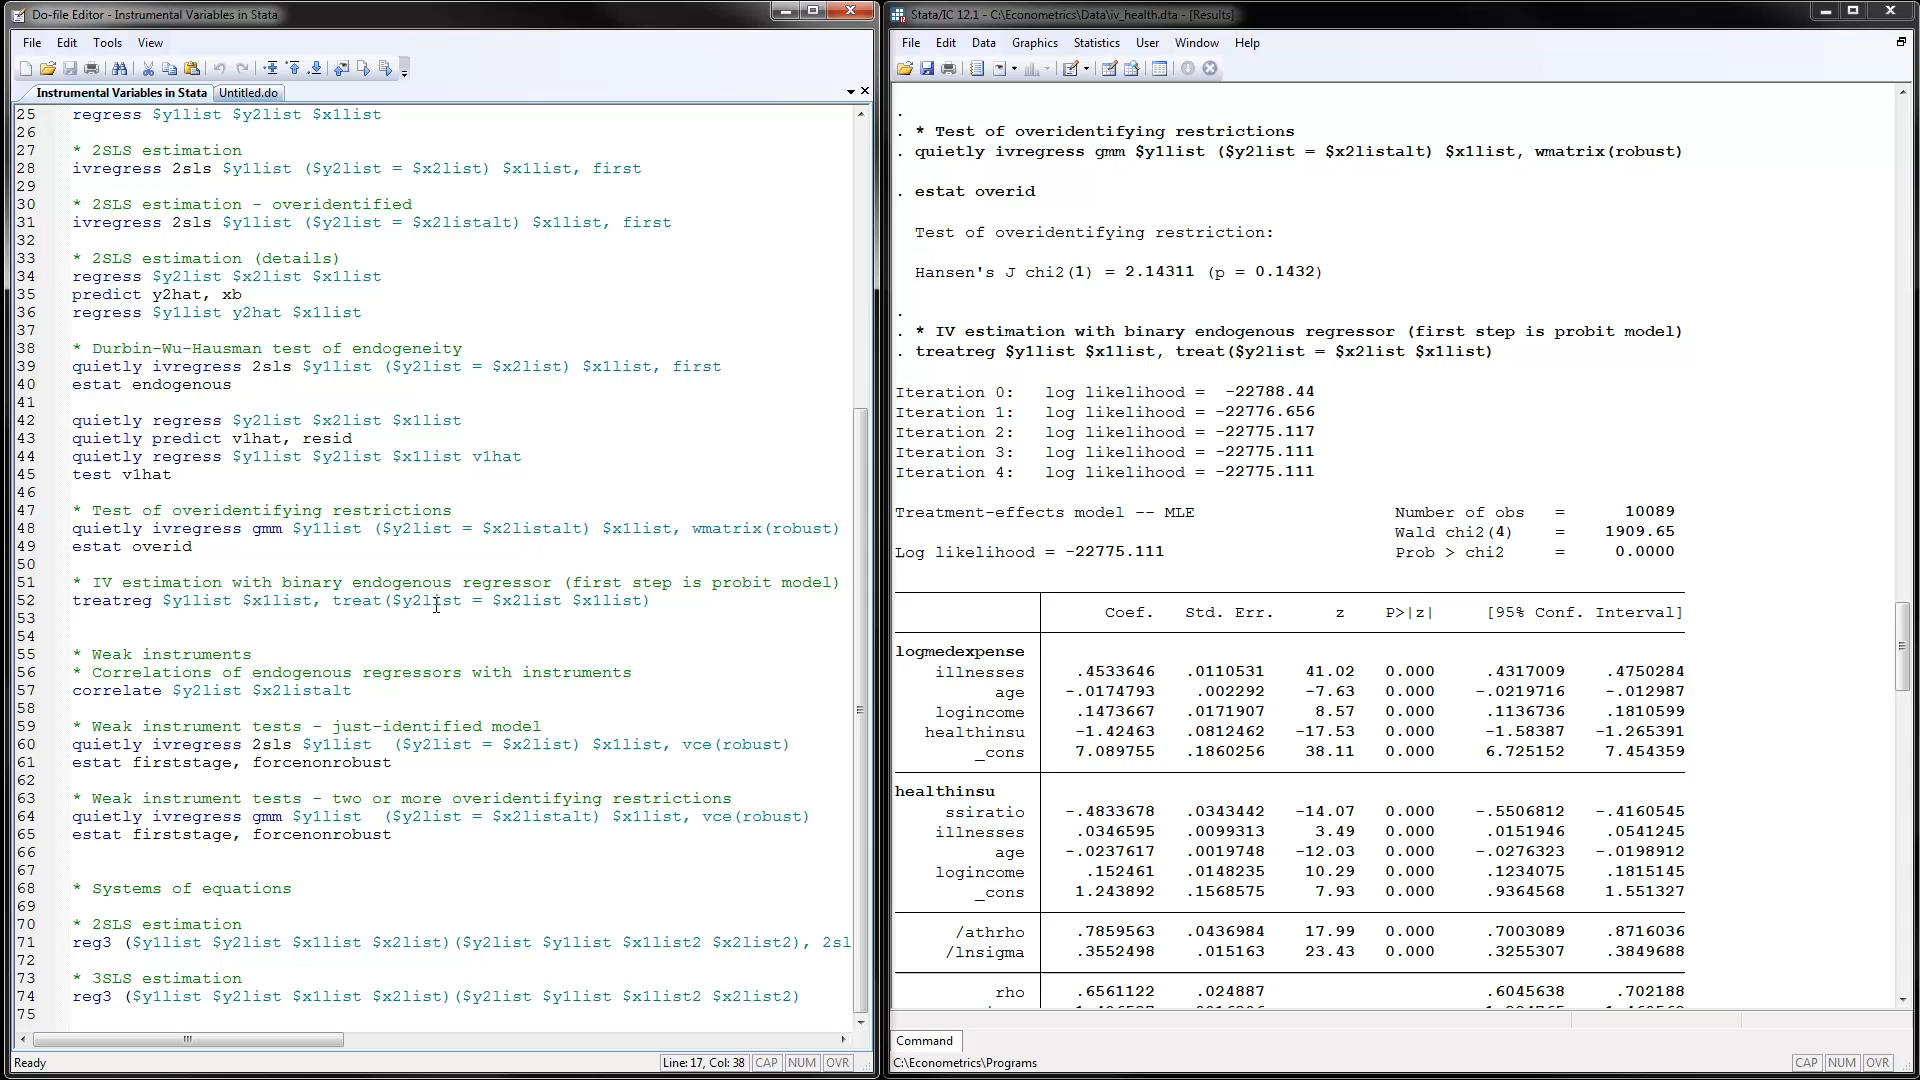 Do-file Editor - Instrumental Variables in Stata
File Edit Tools View
Instrumental Variables in Stata Untitled.do
25 regress $y1list $y2list $x1list
26
27 * 2SLS estimation
28 ivregress 2sls $y1list ($y2list = $x2list) $x1list, first
29
30 * 2SLS estimation - overidentified
31 ivregress 2sls $y1list ($y2list = $x2listalt) $x1list, first
32
33 * 2SLS estimation (details)
34 regress $y2list $x2list $x1list
35 predict y2hat, xb
36 regress $y1list y2hat $x1list
37
38 * Durbin-Wu-Hausman test of endogeneity
39 quietly ivregress 2sls $y1list ($y2list = $x2list) $x1list, first
40 estat endogenous
41
42 quietly regress $y2list $x2list $x1list
43 quietly predict v1hat, resid
44 quietly regress $y1list $y2list $x1list v1hat
45 test v1hat
46
47 * Test of overidentifying restrictions
48 quietly ivregress gmm $y1list ($y2list = $x2listalt) $x1list, wmatrix(robust)
49 estat overid
50
51 * IV estimation with binary endogenous regressor (first step is probit model)
52 treatreg $y1list $x1list, treat($y2list = $x2list $x1list)
53
54
55 * Weak instruments
56 * Correlations of endogenous regressors with instruments
57 correlate $y2list $x2listalt
58
59 * Weak instrument tests - just-identified model
60 quietly ivregress 2sls $y1list  ($y2list = $x2list) $x1list, vce(robust)
61 estat firststage, forcenonrobust
62
63 * Weak instrument tests - two or more overidentifying restrictions
64 quietly ivregress gmm $y1list  ($y2list = $x2listalt) $x1list, vce(robust)
65 estat firststage, forcenonrobust
66
67
68 * Systems of equations
69
70 * 2SLS estimation
71 reg3 ($y1list $y2list $x1list $x2list)($y2list $y1list $x1list2 $x2list2), 2sl
72
73 * 3SLS estimation
74 reg3 ($y1list $y2list $x1list $x2list)($y2list $y1list $x1list2 $x2list2)
75
Ready Line: 17, Col: 38 CAP NUM OVR
Stata/IC 12.1 - C:\Econometrics\Data\iv_health.dta - [Results]
File Edit Data Graphics Statistics User Window Help
.
. * Test of overidentifying restrictions
. quietly ivregress gmm $y1list ($y2list = $x2listalt) $x1list, wmatrix(robust)
. estat overid
Test of overidentifying restriction:
Hansen's J chi2(1) = 2.14311 (p = 0.1432)
.
. * IV estimation with binary endogenous regressor (first step is probit model)
. treatreg $y1list $x1list, treat($y2list = $x2list $x1list)
Iteration 0: log likelihood = -22788.44
Iteration 1: log likelihood = -22776.656
Iteration 2: log likelihood = -22775.117
Iteration 3: log likelihood = -22775.111
Iteration 4: log likelihood = -22775.111
Treatment-effects model -- MLE Number of obs = 10089
Wald chi2(4) = 1909.65
Log likelihood = -22775.111 Prob > chi2 = 0.0000
Coef. Std. Err. z P>|z| [95% Conf. Interval]
logmedexpense
illnesses .4533646 .0110531 41.02 0.000 .4317009 .4750284
age -.0174793 .002292 -7.63 0.000 -.0219716 -.012987
logincome .1473667 .0171907 8.57 0.000 .1136736 .1810599
healthinsu -1.42463 .0812462 -17.53 0.000 -1.58387 -1.265391
_cons 7.089755 .1860256 38.11 0.000 6.725152 7.454359
healthinsu
ssiratio -.4833678 .0343442 -14.07 0.000 -.5506812 -.4160545
illnesses .0346595 .0099313 3.49 0.000 .0151946 .0541245
age -.0237617 .0019748 -12.03 0.000 -.0276323 -.0198912
logincome .152461 .0148235 10.29 0.000 .1234075 .1815145
_cons 1.243892 .1568575 7.93 0.000 .9364568 1.551327
/athrho .7859563 .0436984 17.99 0.000 .7003089 .8716036
/lnsigma .3552498 .015163 23.43 0.000 .3255307 .3849688
rho .6561122 .024887 .6045638 .702188
Command
C:\Econometrics\Programs CAP NUM OVR